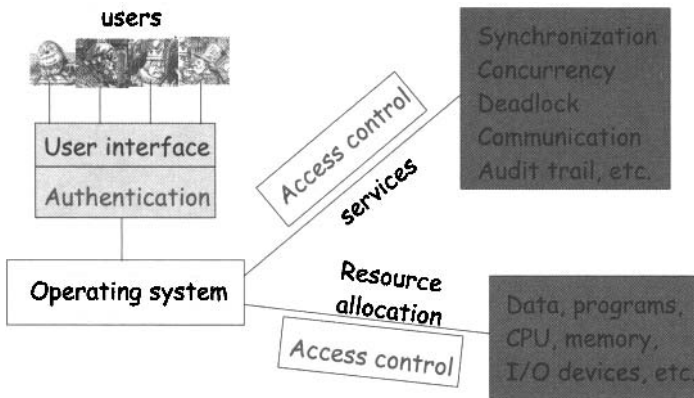 users
User interface
Authentication
Operating system
Access control
services
Synchronization
Concurrency
Deadlock
Communication
Audit trail, etc.
Resource
allocation
Access control
Data, programs,
CPU, memory,
I/O devices, etc.